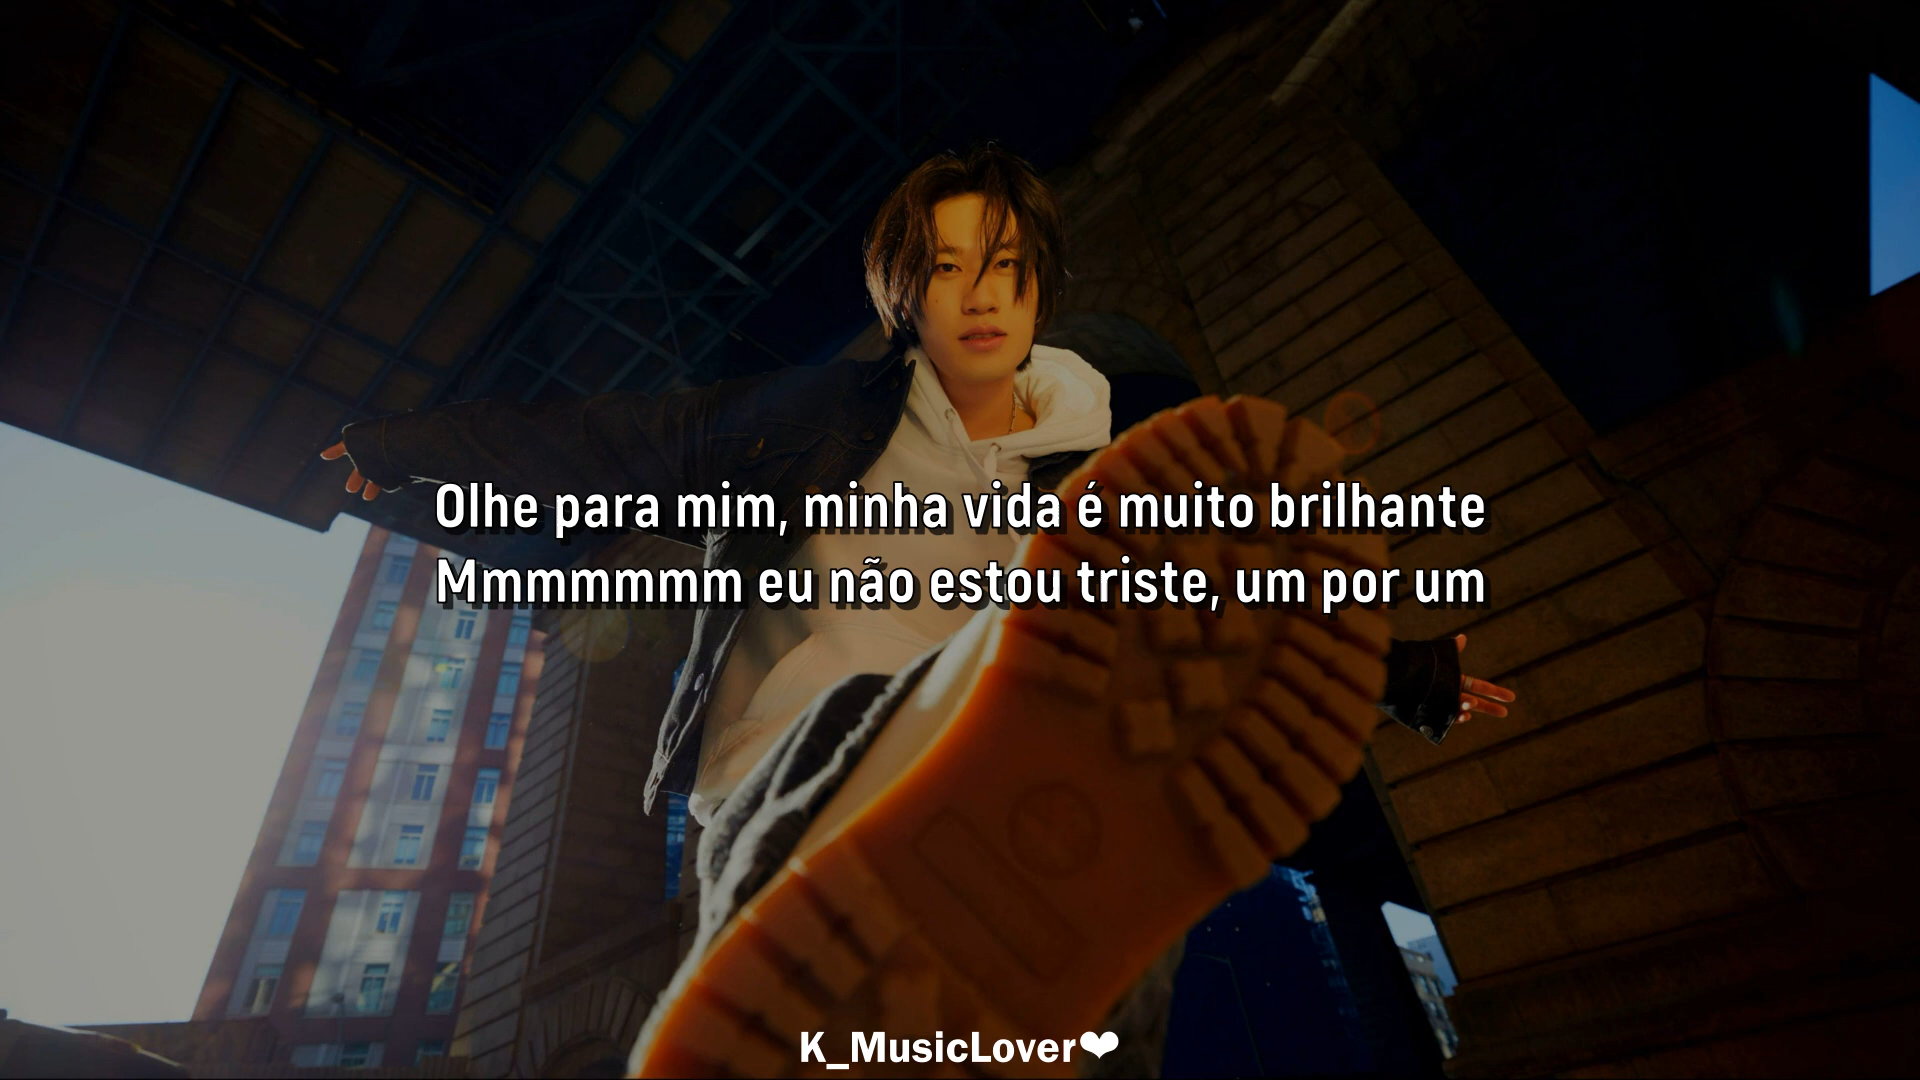 Olhe para mim, minha vida é muito brilhante
Mmmmmmm eu não estou triste, um por um
K_MusicLover❤